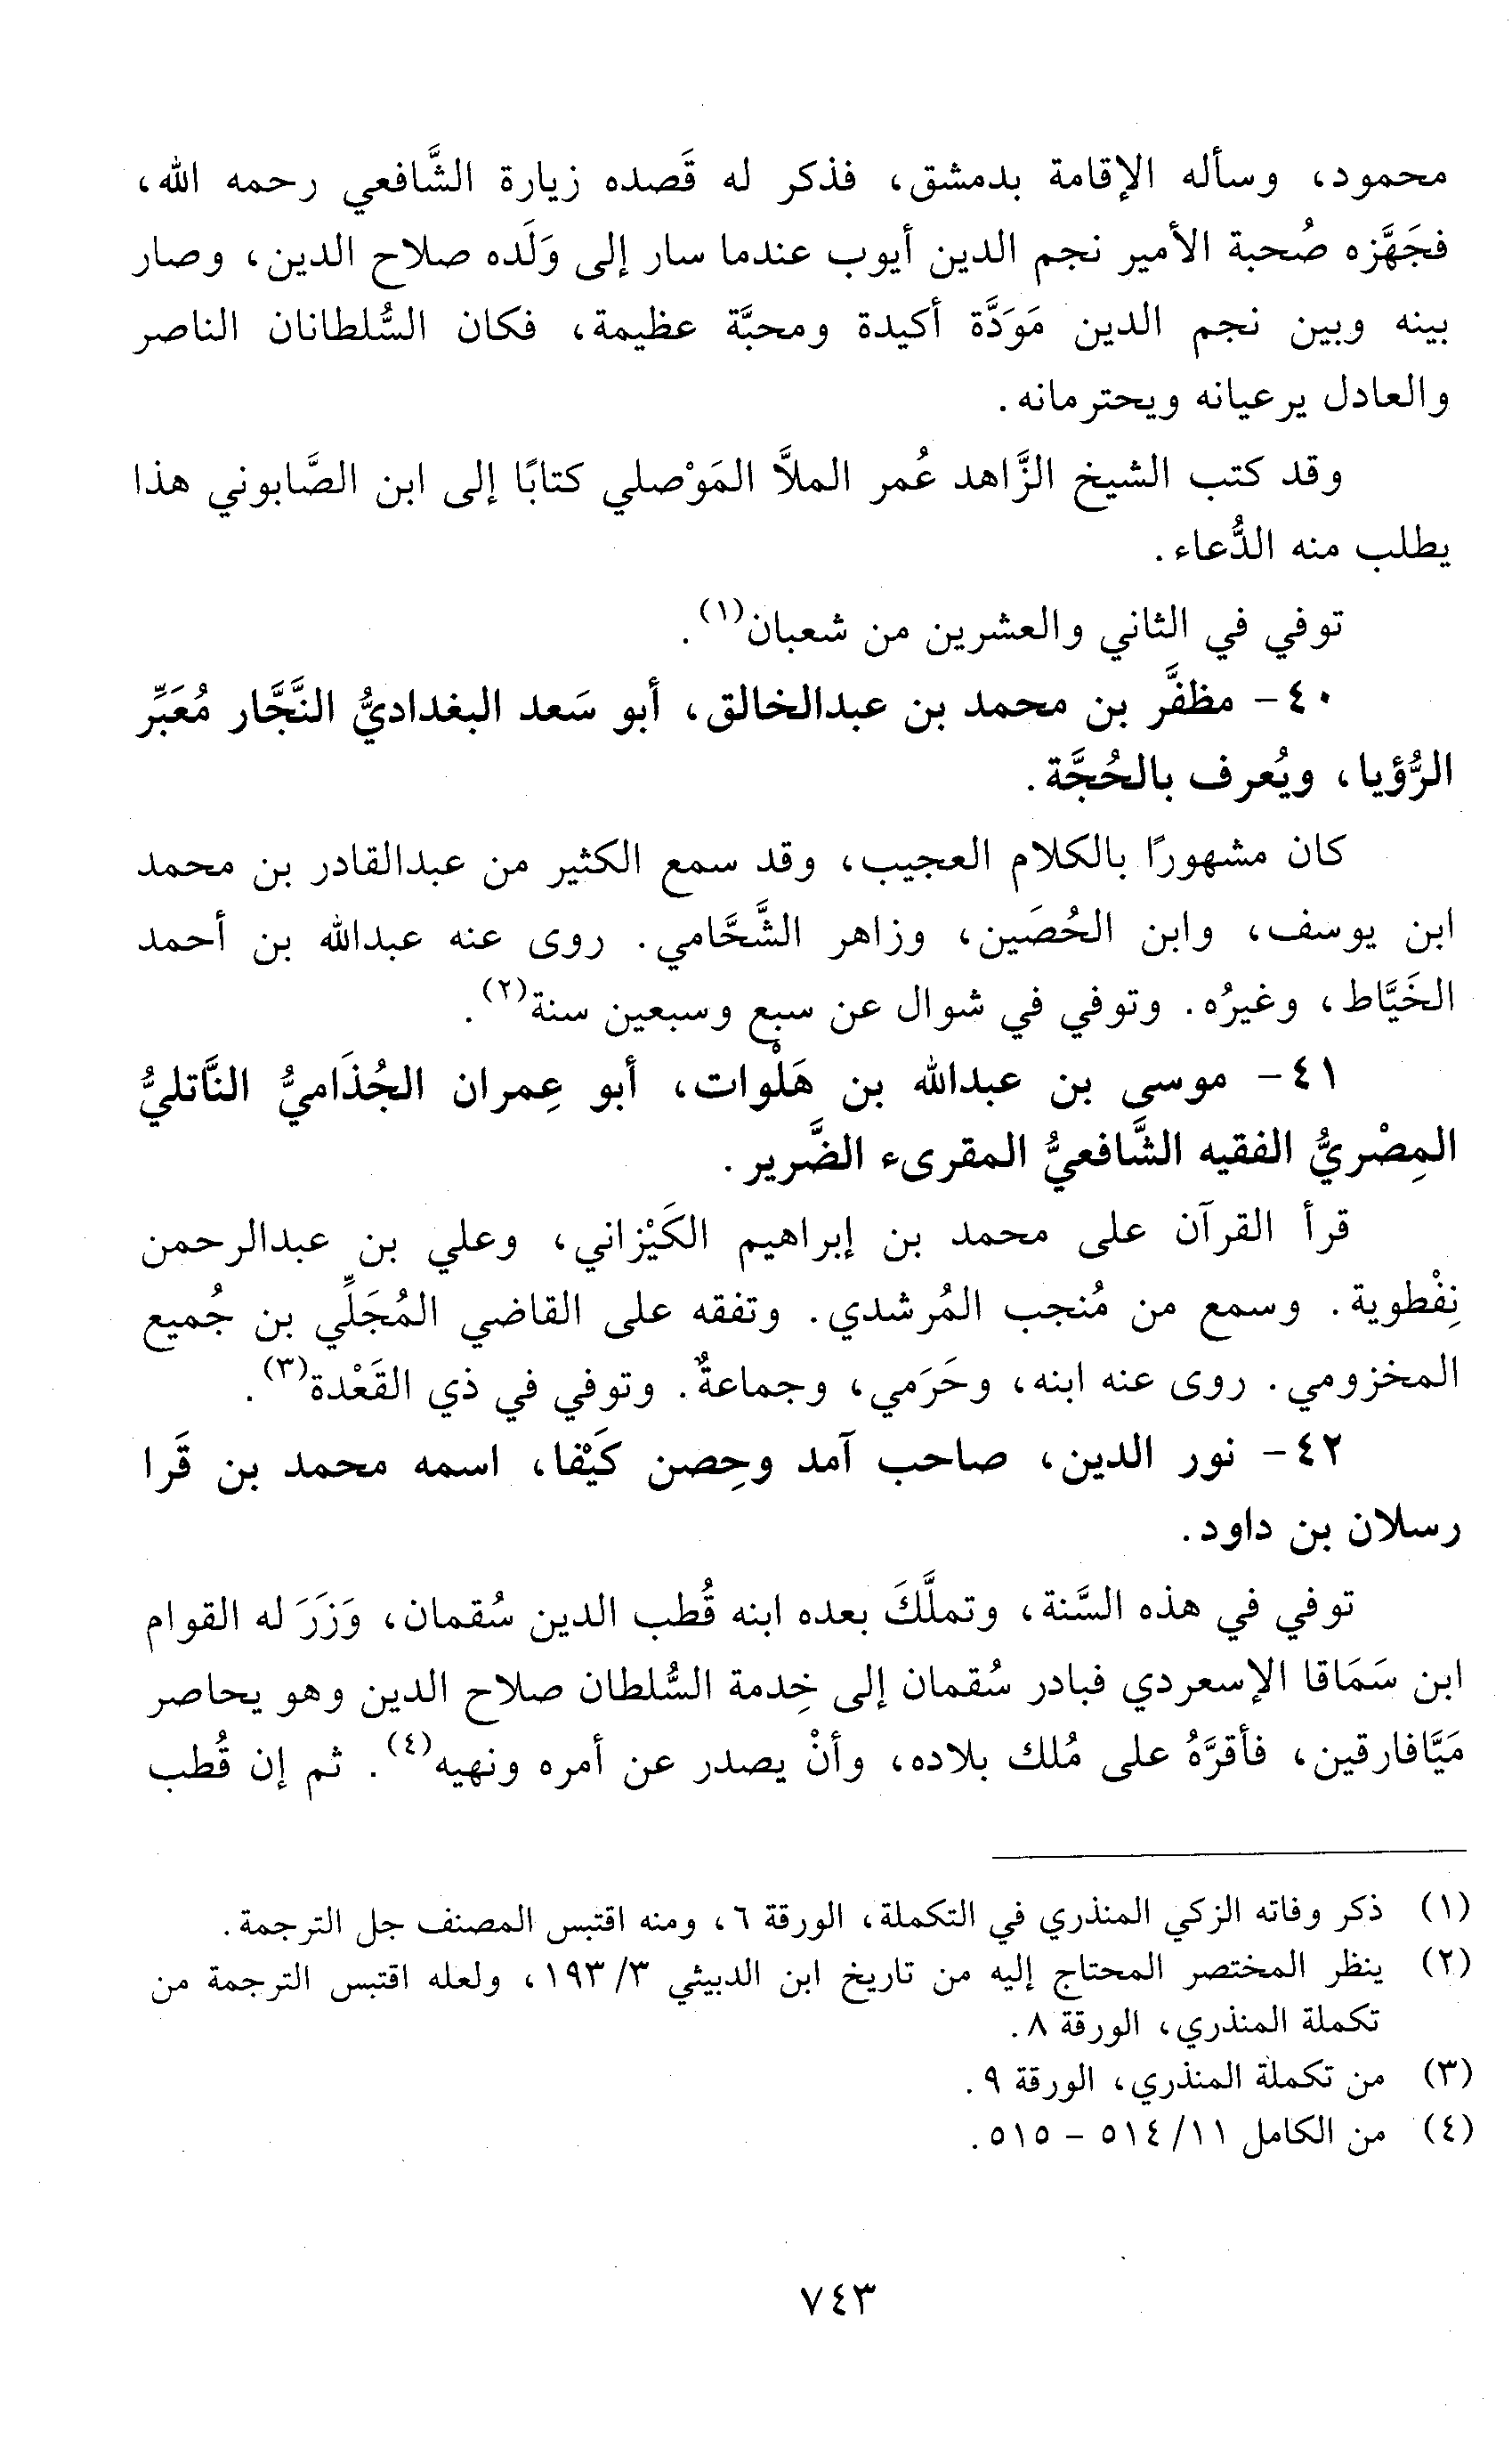 محمود، وسأله الإقامة بدمشق، فذكر له قَصده زيارة الشَّافعي رحمه الله،
فجَهَّزه صُحبة الأمير نجم الدين أيوب عندما سار إلى وَلَده صلاح الدين، وصار
بينه وبين نجم الدين مَوَدَّة أكيدة ومحبَّة عظيمة، فكان السُّلطانان الناصر
والعادل يرعيانه ويحترمانه.
وقد كتب الشيخ الزَّاهد عُمر الملاَّ المَوْصلي كتابًا إلى ابن الصَّابوني هذا
يطلب منه الدُّعاء.
توفي في الثاني والعشرين من شعبان(١).
٤٠- مظفَّر بن محمد بن عبدالخالق، أبو سَعد البغداديُّ النَّجَّار مُعَبِّر
الرُّؤيا، ويُعرف بالحُجَّة.
كان مشهورًا بالكلام العجيب، وقد سمع الكثير من عبدالقادر بن محمد
ابن يوسف، وابن الحُصَين، وزاهر الشَّحَّامي. روى عنه عبدالله بن أحمد
الخَيَّاط، وغيرُه. وتوفي في شوال عن سبع وسبعين سنة(٢).
٤١- موسى بن عبدالله بن هَلْوات، أبو عِمران الجُذَاميُّ النَّاتليُّ
المِصْريُّ الفقيه الشَّافعيُّ المقرىء الضَّرير.
قرأ القرآن على محمد بن إبراهيم الكَيْزاني، وعلي بن عبدالرحمن
نِفْطوية. وسمع من مُنجب المُرشدي. وتفقه على القاضي المُجَلِّي بن جُميع
المخزومي. روى عنه ابنه، وحَرَمي، وجماعةٌ. وتوفي في ذي القَعْدة(٣).
٤٢- نور الدين، صاحب آمد وحِصن كَيْفا، اسمه محمد بن قَرا
رسلان بن داود.
توفي في هذه السَّنة، وتملَّكَ بعده ابنه قُطب الدين سُقمان، وَزَرَ له القوام
ابن سَمَاقا الإسعردي فبادر سُقمان إلى خِدمة السُّلطان صلاح الدين وهو يحاصر
مَيَّافارقين، فأقرَّهُ على مُلك بلاده، وأنْ يصدر عن أمره ونهيه(٤). ثم إن قُطب
(١) ذكر وفاته الزكي المنذري في التكملة، الورقة ٦، ومنه اقتبس المصنف جل الترجمة.
(٢) ينظر المختصر المحتاج إليه من تاريخ ابن الدبيثي ٣/ ١٩٣، ولعله اقتبس الترجمة من
تكملة المنذري، الورقة ٨.
(٣) من تكملة المنذري، الورقة ٩.
(٤) من الكامل ١١/ ٥١٤ - ٥١٥.
٧٤٣